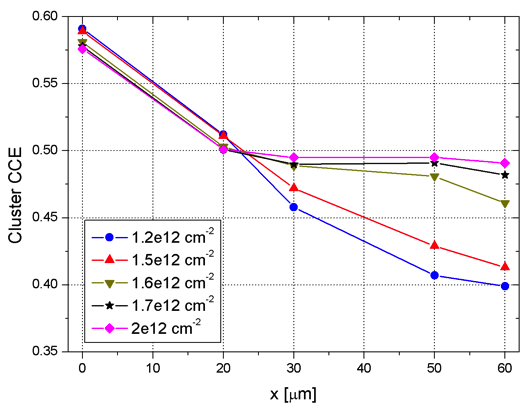 0.60
0.55
0.50
0.45
0.40
0.35
Cluster CCE
1.2e12 cm⁻²
1.5e12 cm⁻²
1.6e12 cm⁻²
1.7e12 cm⁻²
2e12 cm⁻²
0 10 20 30 40 50 60
x [μm]